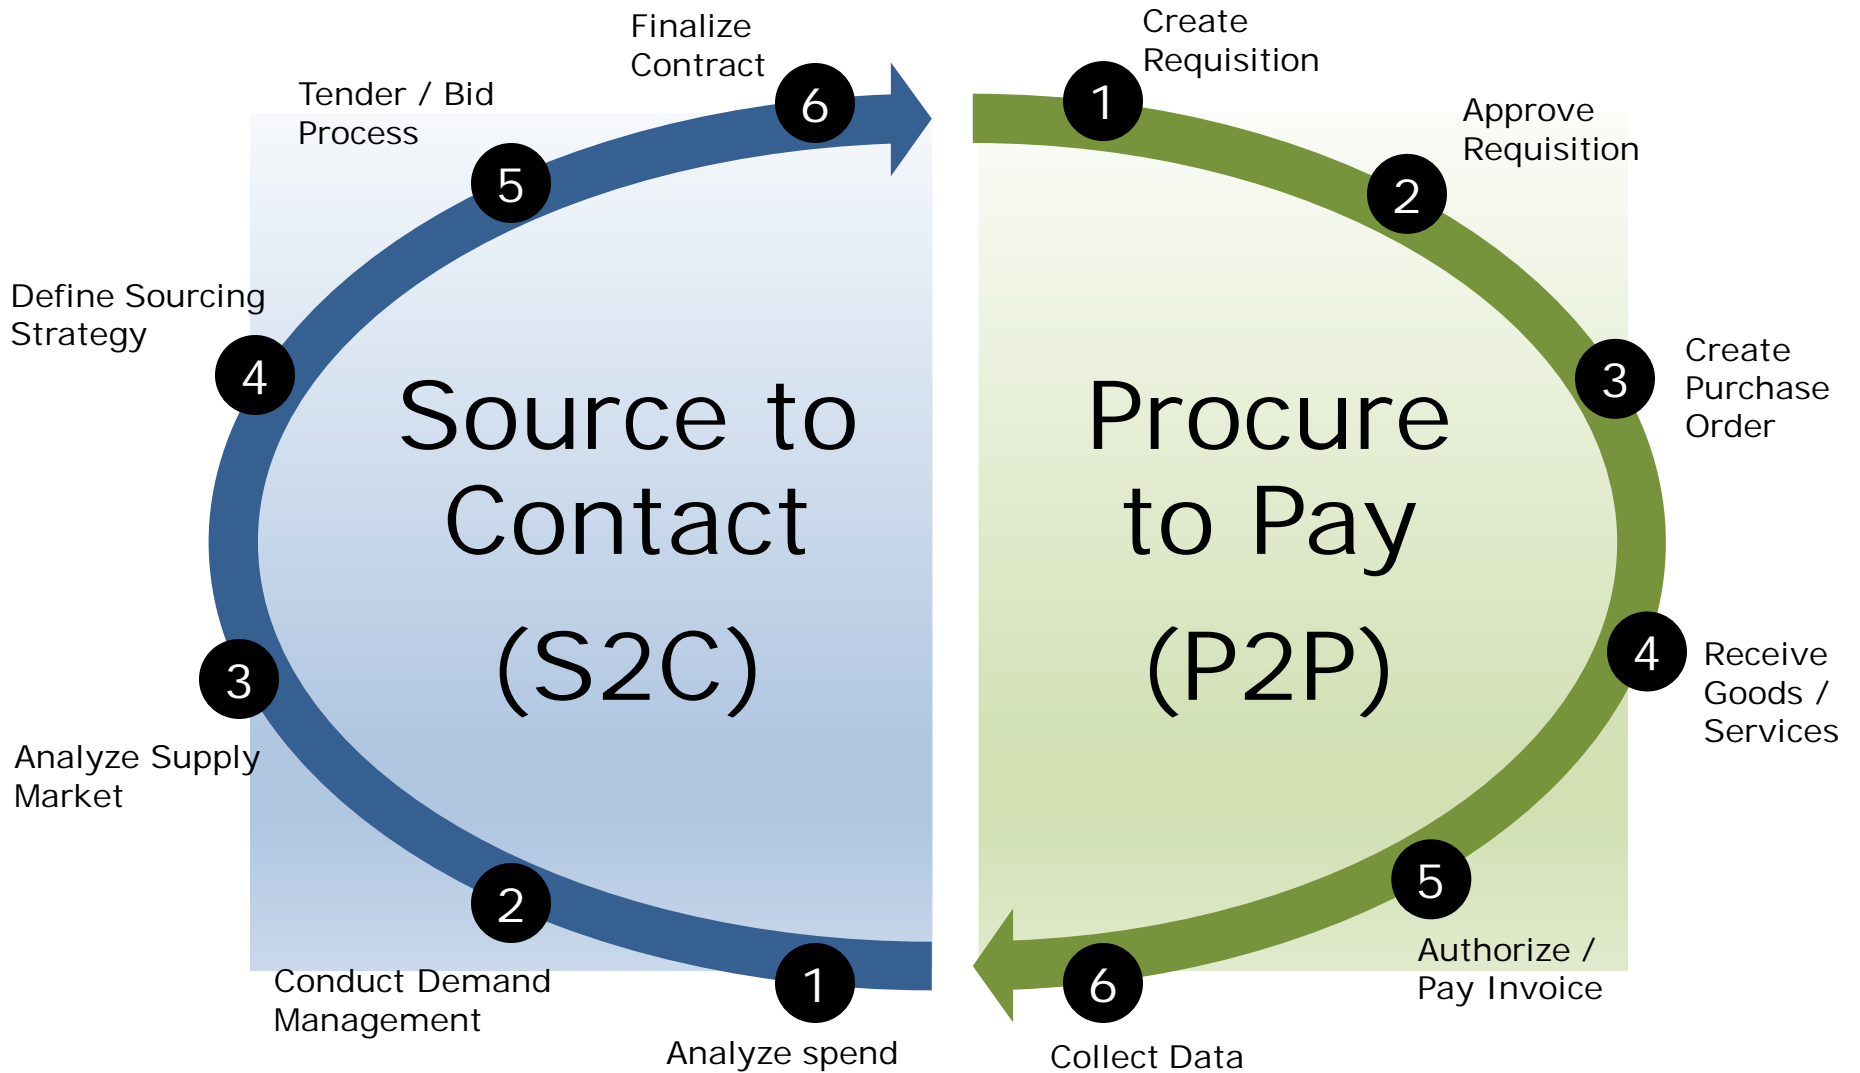 Source to
Contact
(S2C)
1
Analyze spend
2
Conduct Demand
Management
3
Analyze Supply
Market
4
Define Sourcing
Strategy
5
Tender / Bid
Process
6
Finalize
Contract
Procure
to Pay
(P2P)
1
Create
Requisition
2
Approve
Requisition
3
Create
Purchase
Order
4
Receive
Goods /
Services
5
Authorize /
Pay Invoice
6
Collect Data